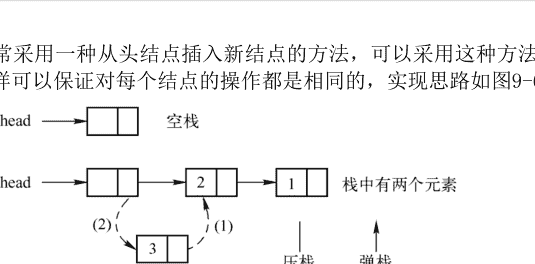 常采用一种从头结点插入新结点的方法，可以采用这种方法
样可以保证对每个结点的操作都是相同的，实现思路如图9-
head 空栈
head 2 1 栈中有两个元素
(2) (1)
3
压栈 弹栈